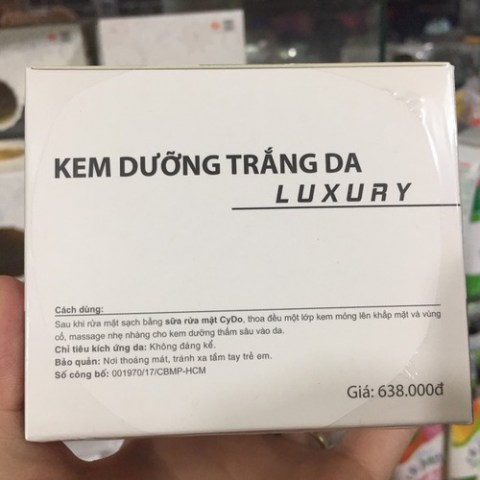 KEM DƯỠNG TRẮNG DA
LUXURY
Cách dùng:
Sau khi rửa mặt sạch bằng sữa rửa mặt CyDo, thoa đều một lớp kem mỏng lên khắp mặt và vùng
cổ, massage nhẹ nhàng cho kem dưỡng thấm sâu vào da.
Chỉ tiêu kích ứng da: Không đáng kể.
Bảo quản: Nơi thoáng mát, tránh xa tầm tay trẻ em.
Số công bố: 001970/17/CBMP-HCM
Giá: 638.000đ